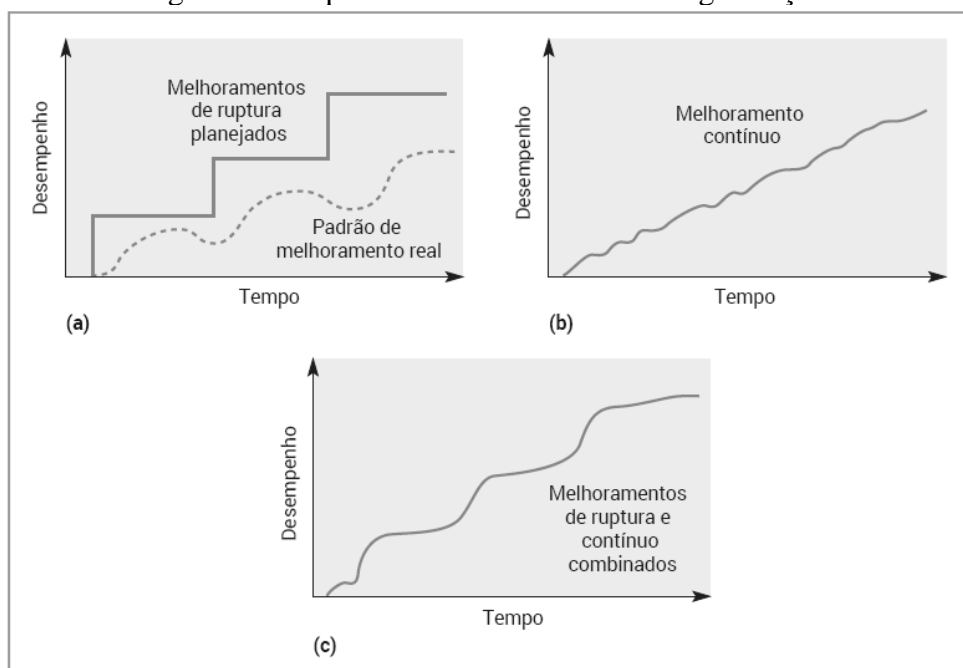 Melhoramentos
de ruptura
planejados
Padrão de
melhoramento real
Desempenho
Tempo
(a)
Melhoramento
contínuo
Desempenho
Tempo
(b)
Melhoramentos
de ruptura e
contínuo
combinados
Desempenho
Tempo
(c)